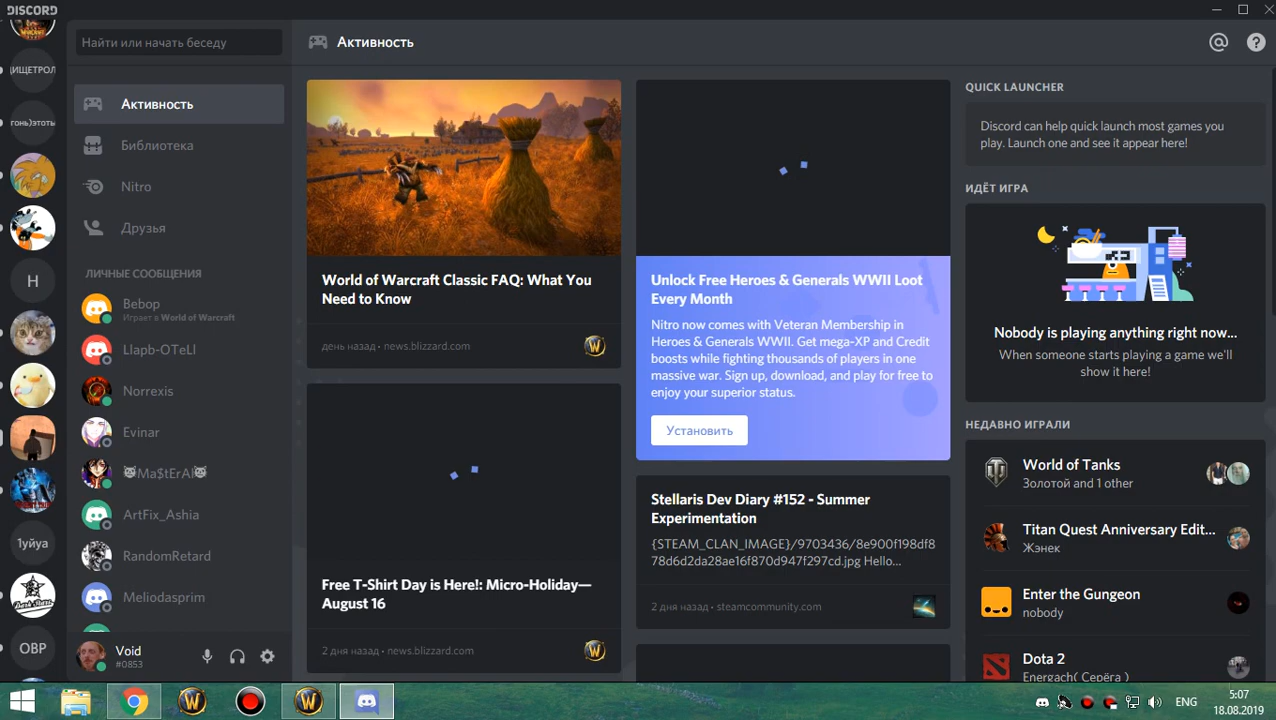 DISCORD
ИЩЕТРОЛ
гонь)этоты
Н
1уйуа
ОВР
Найти или начать беседу
Активность
Библиотека
Nitro
Друзья
ЛИЧНЫЕ СООБЩЕНИЯ
Bebop
Играет в World of Warcraft
Llapb-OTeLl
Norrexis
Evinar
Ma$tErAl
ArtFix_Ashia
RandomRetard
Meliodasprim
Void
#0853
Активность
World of Warcraft Classic FAQ: What You
Need to Know
день назад • news.blizzard.com
Free T-Shirt Day is Here!: Micro-Holiday—
August 16
2 дня назад • news.blizzard.com
Unlock Free Heroes & Generals WWII Loot
Every Month
Nitro now comes with Veteran Membership in
Heroes & Generals WWII. Get mega-XP and Credit
boosts while fighting thousands of players in one
massive war. Sign up, download, and play for free to
enjoy your superior status.
Установить
Stellaris Dev Diary #152 - Summer
Experimentation
{STEAM_CLAN_IMAGE}/9703436/8e900f198df8
78d6d2da28ae16f870d947f297cd.jpg Hello...
2 дня назад • steamcommunity.com
QUICK LAUNCHER
Discord can help quick launch most games you
play. Launch one and see it appear here!
ИДЁТ ИГРА
Nobody is playing anything right now...
When someone starts playing a game we'll
show it here!
НЕДАВНО ИГРАЛИ
World of Tanks
Золотой and 1 other
Titan Quest Anniversary Edit...
Жэнек
Enter the Gungeon
nobody
Dota 2
Energach( Серёга )
ENG
5:07
18.08.2019